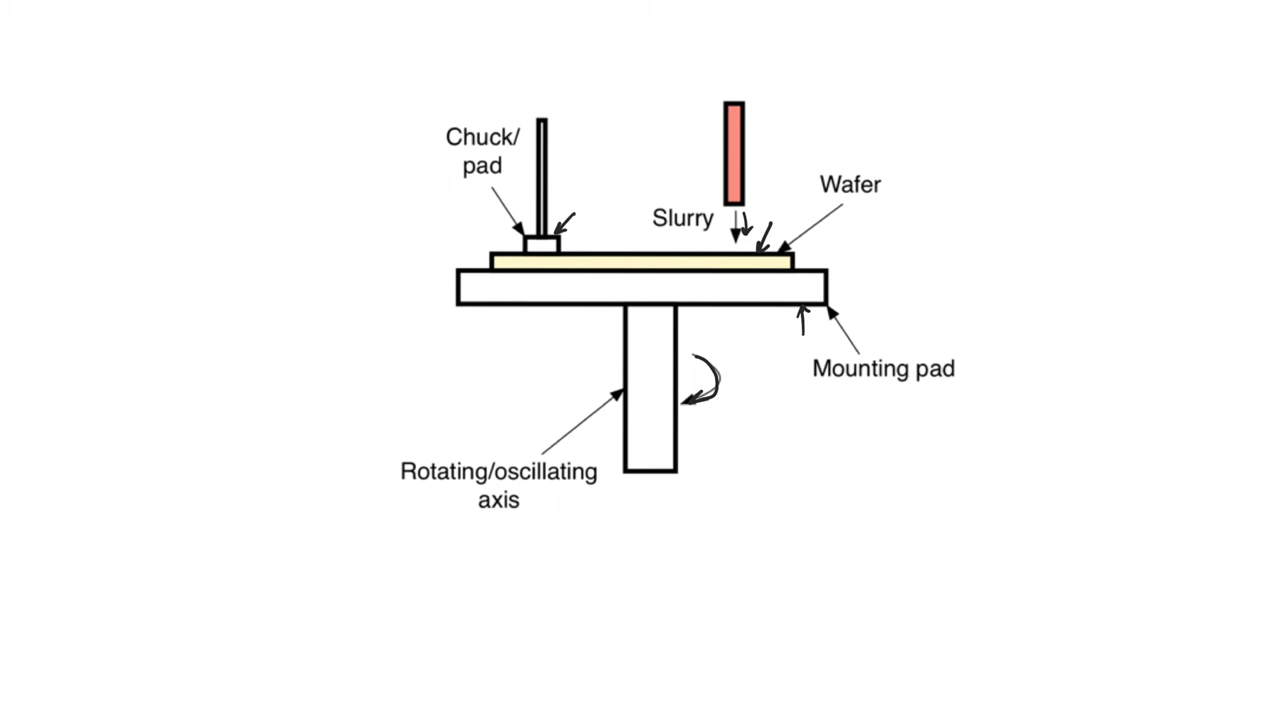 Chuck/
pad
Wafer
Slurry
Mounting pad
Rotating/oscillating
axis